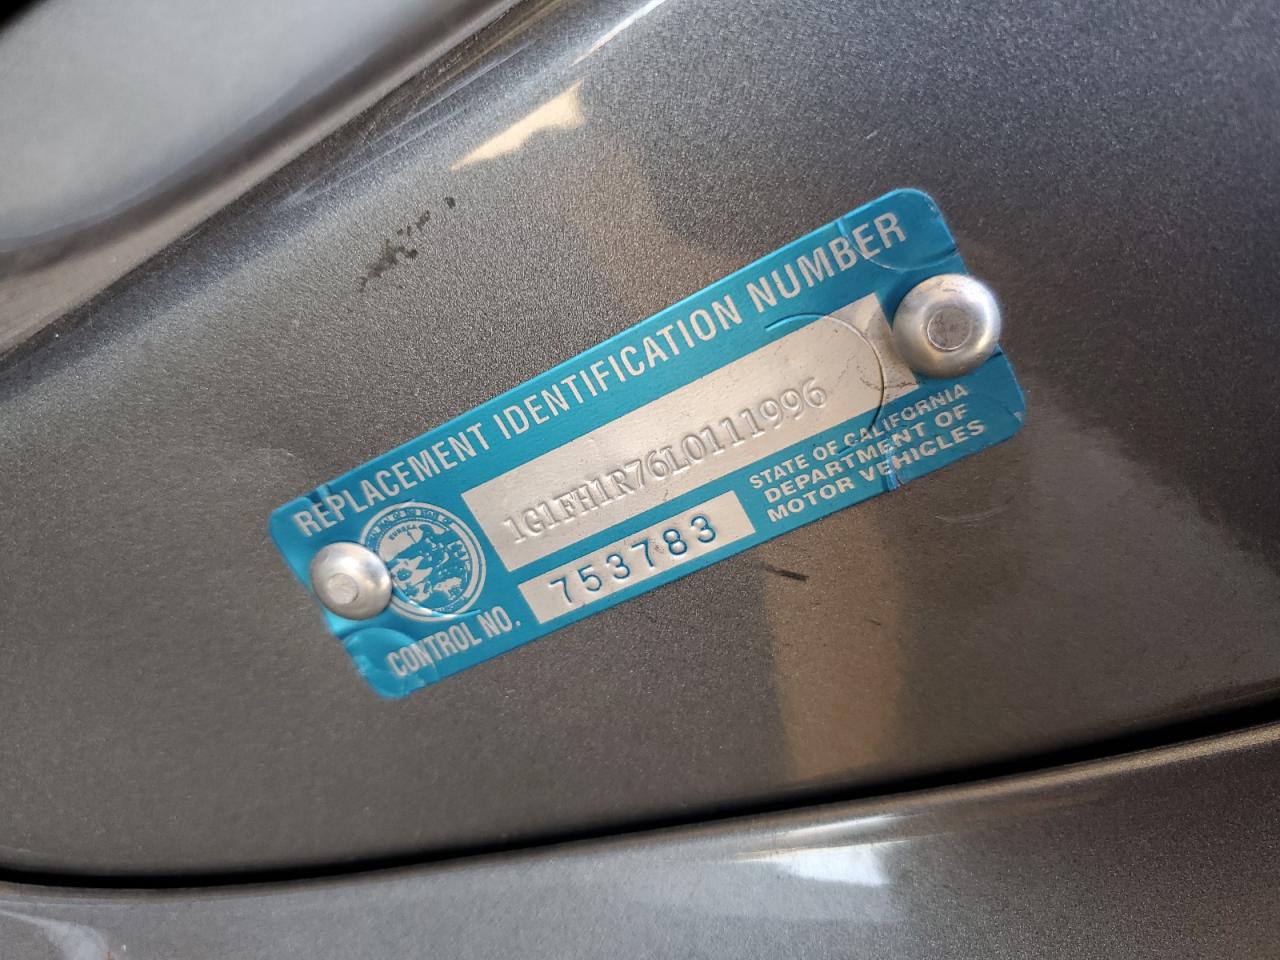 REPLACEMENT IDENTIFICATION NUMBER
1G1FH1R76L0111996
CONTROL NO. 753783
STATE OF CALIFORNIA
DEPARTMENT OF
MOTOR VEHICLES